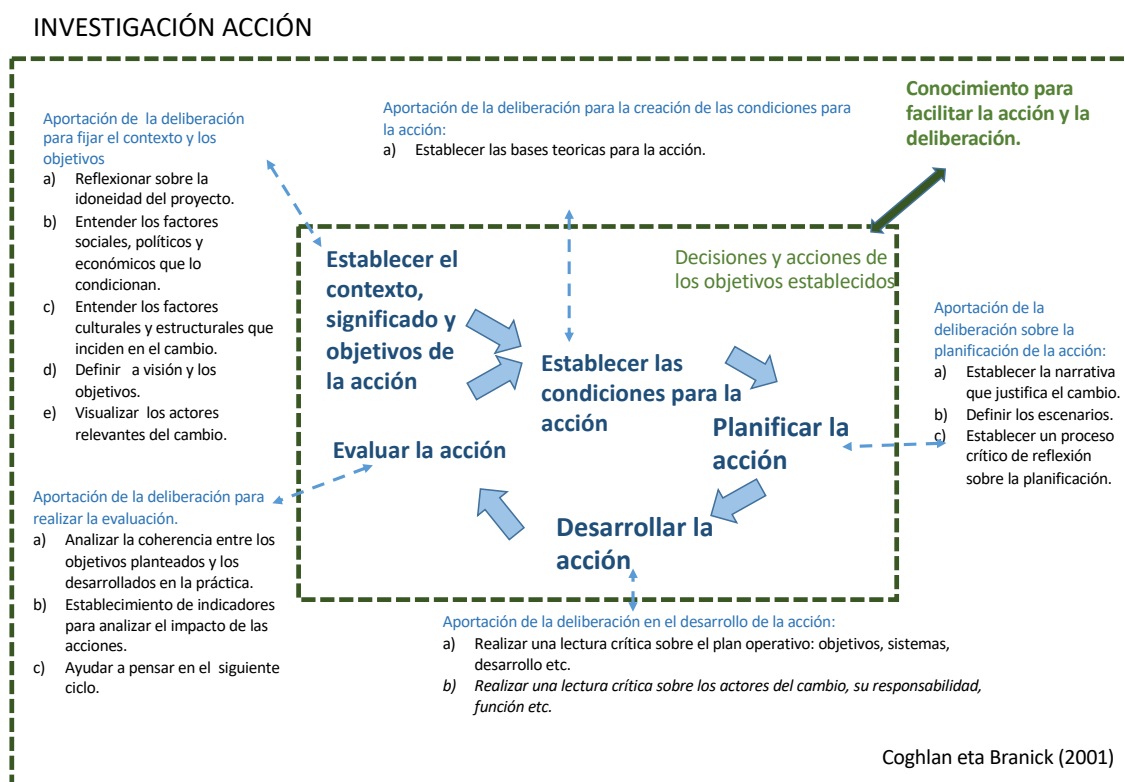 INVESTIGACIÓN ACCIÓN
Aportación de la deliberación
para fijar el contexto y los
objetivos
a) Reflexionar sobre la
idoneidad del proyecto.
b) Entender los factores
sociales, políticos y
económicos que lo
condicionan.
c) Entender los factores
culturales y estructurales que
inciden en el cambio.
d) Definir a visión y los
objetivos.
e) Visualizar los actores
relevantes del cambio.
Aportación de la deliberación para la creación de las condiciones para
la acción:
a) Establecer las bases teoricas para la acción.
Conocimiento para
facilitar la acción y la
deliberación.
Establecer el
contexto,
significado y
objetivos de
la acción
Decisiones y acciones de
los objetivos establecidos
Establecer las
condiciones para la
acción
Planificar la
acción
Desarrollar la
acción
Evaluar la acción
Aportación de la
deliberación sobre la
planificación de la acción:
a) Establecer la narrativa
que justifica el cambio.
b) Definir los escenarios.
c) Establecer un proceso
crítico de reflexión
sobre la planificación.
Aportación de la deliberación para
realizar la evaluación.
a) Analizar la coherencia entre los
objetivos planteados y los
desarrollados en la práctica.
b) Establecimiento de indicadores
para analizar el impacto de las
acciones.
c) Ayudar a pensar en el siguiente
ciclo.
Aportación de la deliberación en el desarrollo de la acción:
a) Realizar una lectura crítica sobre el plan operativo: objetivos, sistemas,
desarrollo etc.
b) Realizar una lectura crítica sobre los actores del cambio, su responsabilidad,
función etc.
Coghlan eta Branick (2001)